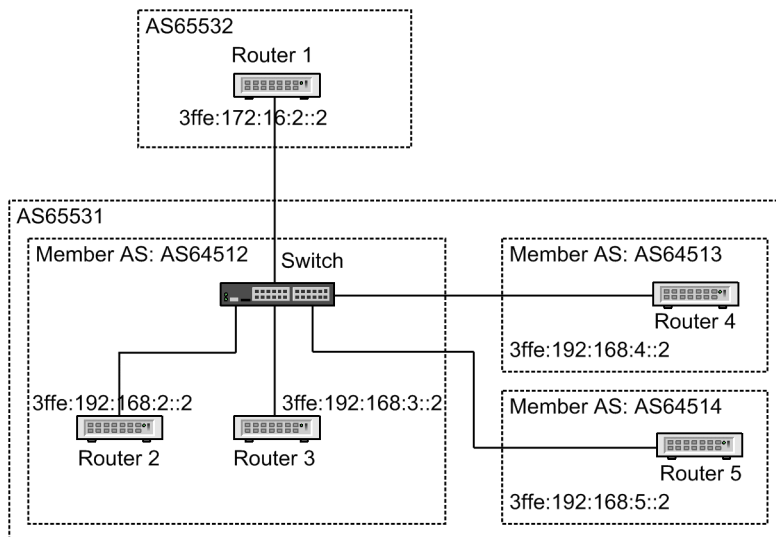 AS65532
Router 1
3ffe:172:16:2::2
AS65531
Member AS: AS64512
Switch
3ffe:192:168:2::2
Router 2
3ffe:192:168:3::2
Router 3
Member AS: AS64513
Router 4
3ffe:192:168:4::2
Member AS: AS64514
Router 5
3ffe:192:168:5::2